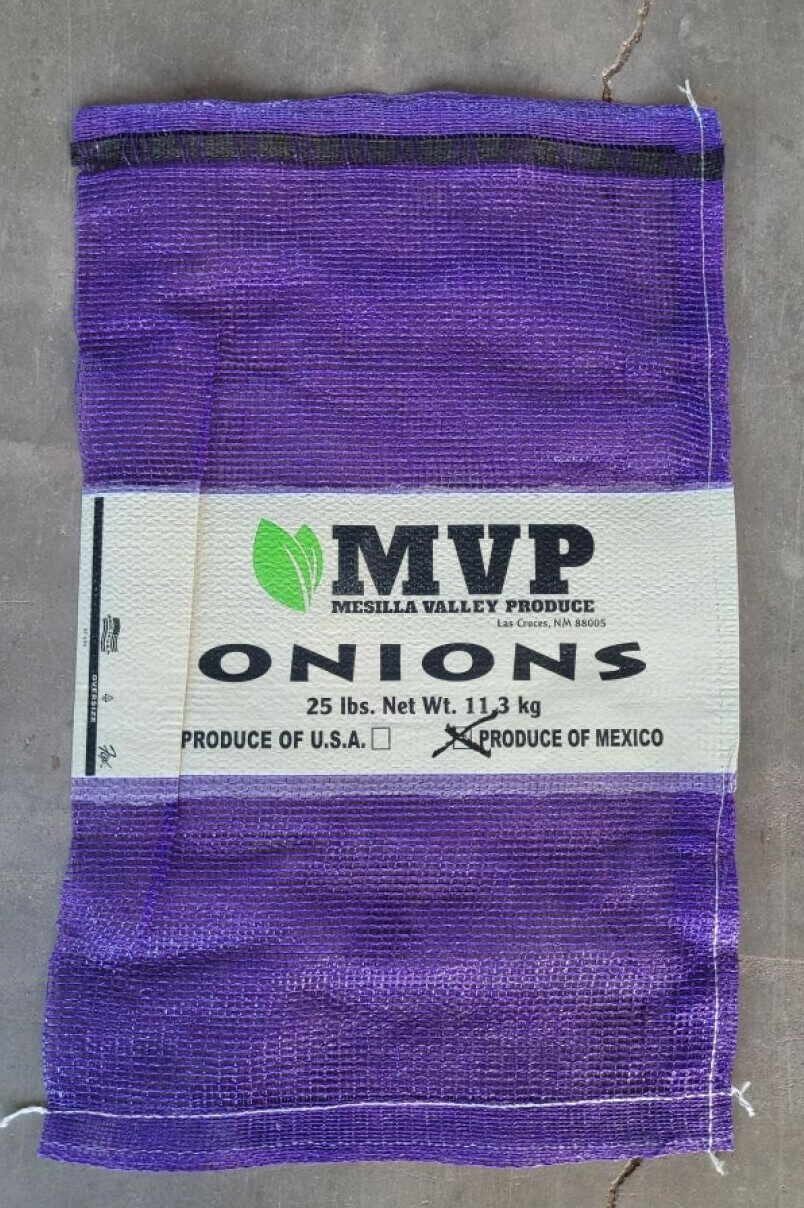 MVP
MESILLA VALLEY PRODUCE
Las Cruces, NM 88005
ONIONS
25 lbs. Net Wt. 11,3 kg
PRODUCE OF U.S.A. PRODUCE OF MEXICO
OVERSIZE